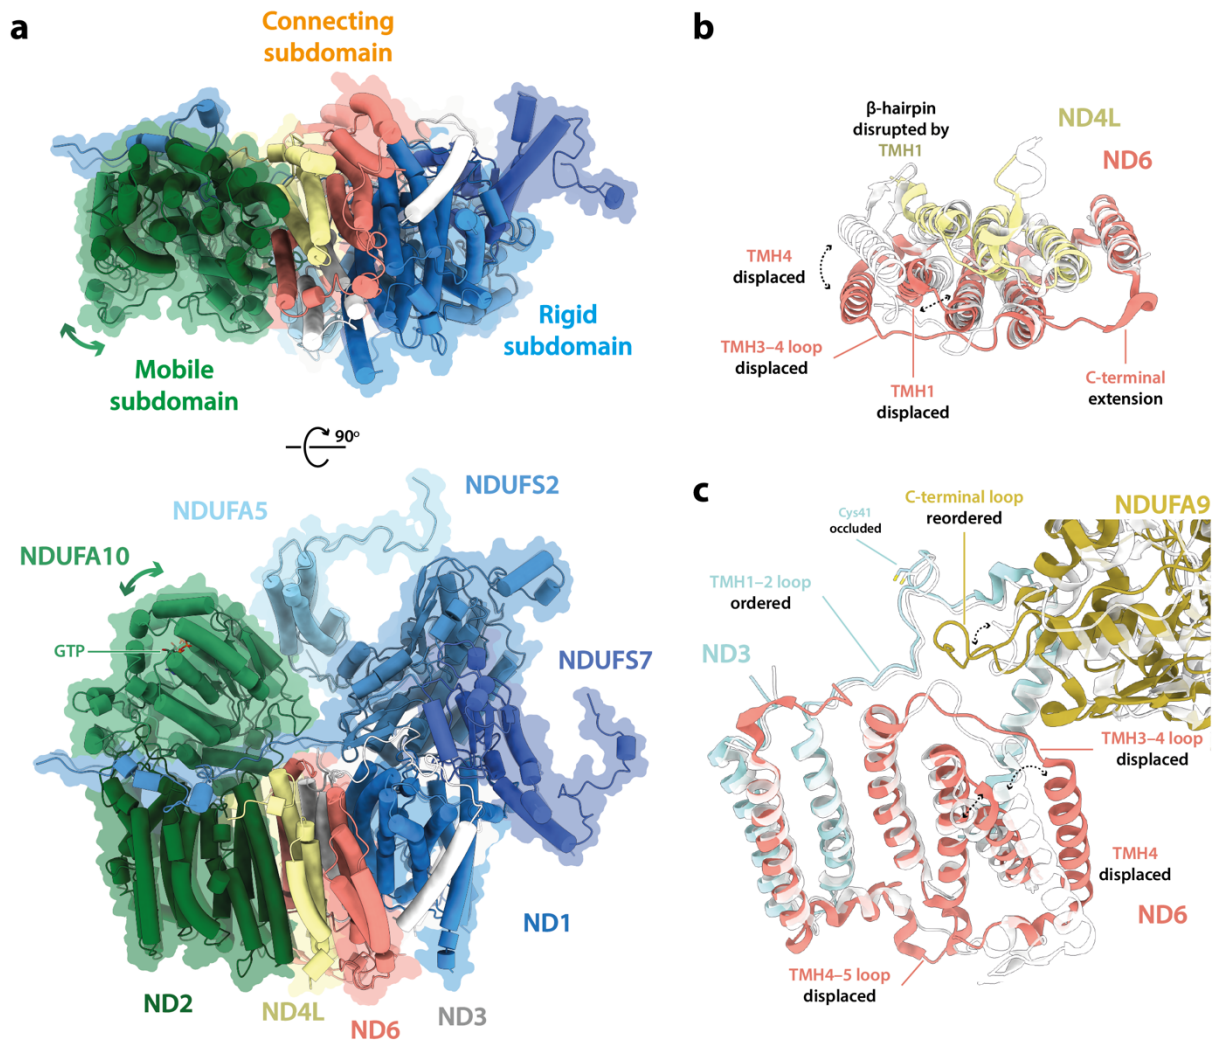 a
Connecting
subdomain
Rigid
subdomain
Mobile
subdomain
90°
NDUFS2
NDUFA5
NDUFA10
GTP
NDUFS7
ND1
ND2
ND4L
ND3
ND6
b
β-hairpin
disrupted by
TMH1
ND4L
ND6
TMH4
displaced
TMH3–4 loop
displaced
TMH1
displaced
C-terminal
extension
c
C-terminal loop
reordered
NDUFA9
Cys41
occluded
TMH1–2 loop
ordered
ND3
TMH3–4 loop
displaced
TMH4
displaced
ND6
TMH4–5 loop
displaced